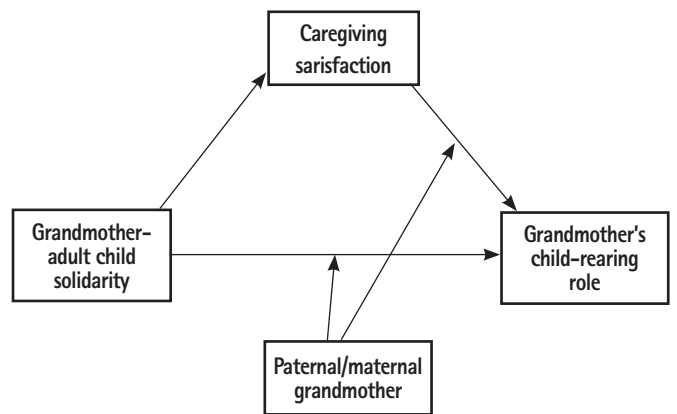 Caregiving
sarisfaction
Grandmother-
adult child
solidarity
Grandmother's
child-rearing
role
Paternal/maternal
grandmother